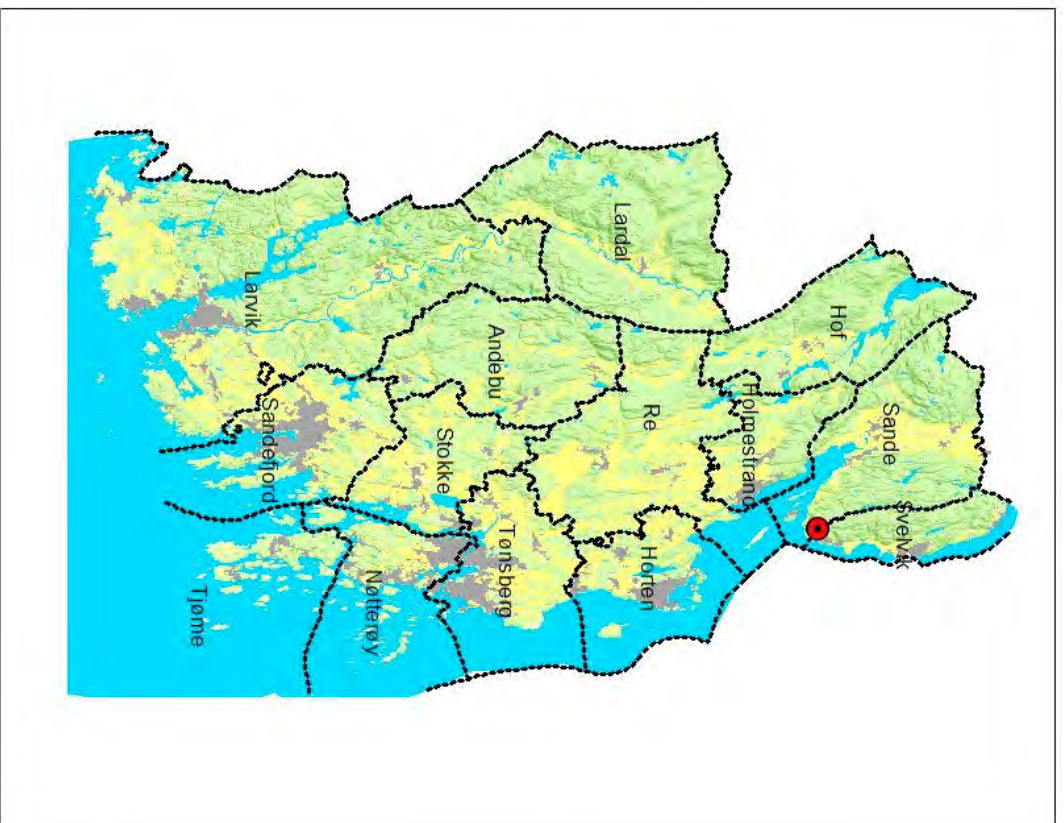 Svelvik
Sande
Hof
Holmestrand
Lardal
Re
Horten
Andebu
Tønsberg
Stokke
Nøtterøy
Larvik
Sandefjord
Tjøme